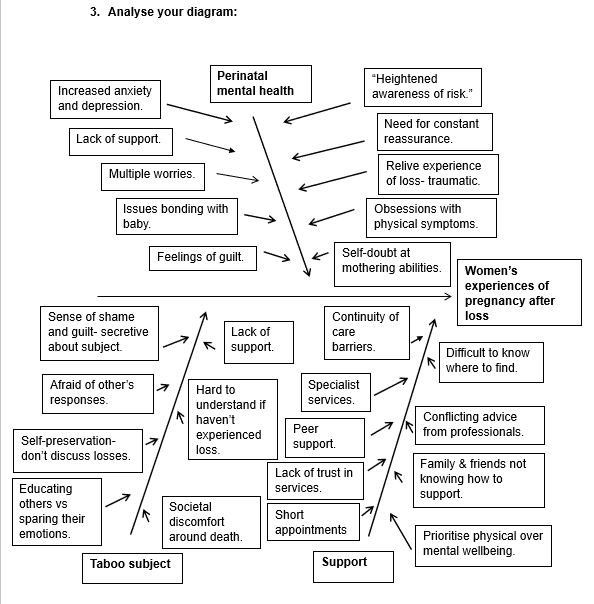 3. Analyse your diagram:
Perinatal
mental health
Increased anxiety
and depression.
Lack of support.
Multiple worries.
Issues bonding with
baby.
Feelings of guilt.
“Heightened
awareness of risk.”
Need for constant
reassurance.
Relive experience
of loss- traumatic.
Obsessions with
physical symptoms.
Self-doubt at
mothering abilities.
Women’s
experiences of
pregnancy after
loss
Sense of shame
and guilt- secretive
about subject.
Afraid of other’s
responses.
Self-preservation-
don’t discuss losses.
Educating
others vs
sparing their
emotions.
Lack of
support.
Hard to
understand if
haven’t
experienced
loss.
Societal
discomfort
around death.
Taboo subject
Continuity of
care
barriers.
Specialist
services.
Peer
support.
Lack of trust in
services.
Short
appointments
Difficult to know
where to find.
Conflicting advice
from professionals.
Family & friends not
knowing how to
support.
Prioritise physical over
mental wellbeing.
Support